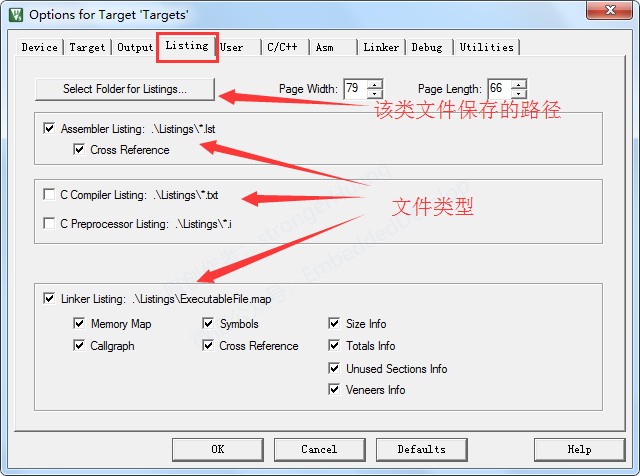 Options for Target 'Targets'
Device Target Output Listing User C/C++ Asm Linker Debug Utilities
Select Folder for Listings... Page Width: 79 Page Length: 66
该类文件保存的路径
Assembler Listing: .\Listings\*.lst
Cross Reference
C Compiler Listing: .\Listings\*.txt
文件类型
C Preprocessor Listing: .\Listings\*.i
Linker Listing: .\Listings\ExecutableFile.map
Memory Map Symbols Size Info
Callgraph Cross Reference Totals Info
Unused Sections Info
Veneers Info
OK Cancel Defaults Help